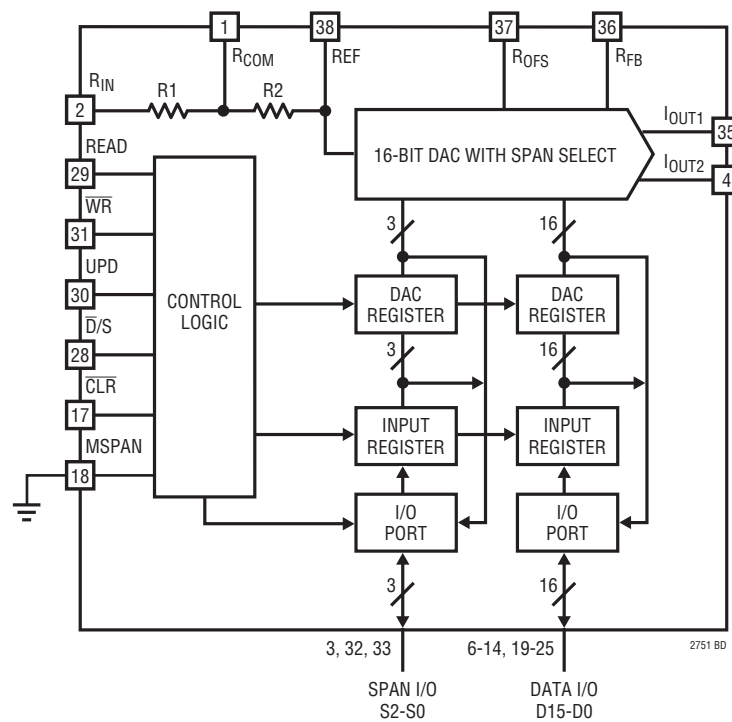 1
38
37
36
RCOM
REF
ROFS
RFB
RIN
R1
R2
2
IOUT1
35
16-BIT DAC WITH SPAN SELECT
READ
29
IOUT2
4
WR
31
3
16
UPD
30
CONTROL
LOGIC
DAC
REGISTER
DAC
REGISTER
D/S
28
3
16
CLR
17
INPUT
REGISTER
INPUT
REGISTER
MSPAN
18
I/O
PORT
I/O
PORT
3
16
3, 32, 33
6-14, 19-25
2751 BD
SPAN I/O
S2-S0
DATA I/O
D15-D0